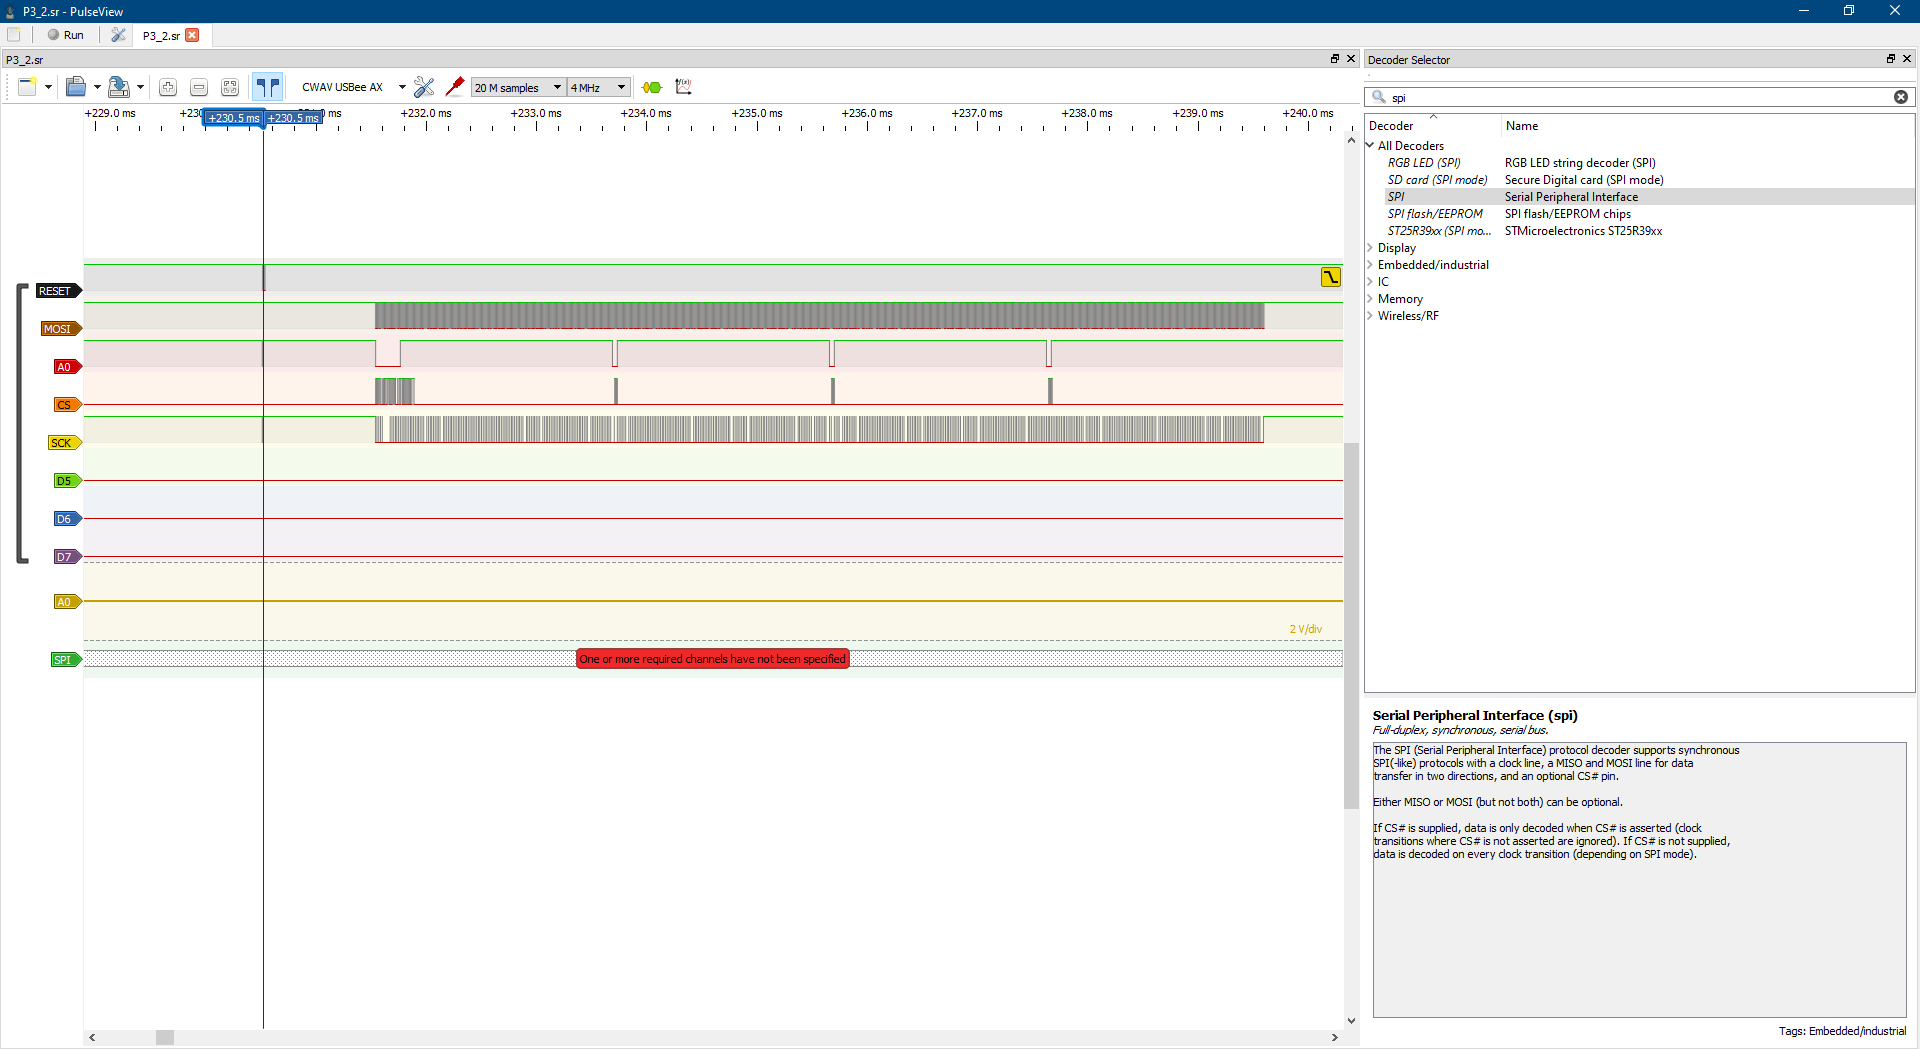 P3_2.sr - PulseView
Run
P3_2.sr
P3_2.sr
CWAV USBee AX
20 M samples
4 MHz
+229.0 ms
+230.5 ms
+230.5 ms
+232.0 ms
+233.0 ms
+234.0 ms
+235.0 ms
+236.0 ms
+237.0 ms
+238.0 ms
+239.0 ms
+240.0 ms
RESET
MOSI
A0
CS
SCK
D5
D6
D7
A0
2 V/div
SPI
One or more required channels have not been specified
Decoder Selector
spi
Decoder Name
All Decoders
RGB LED (SPI) RGB LED string decoder (SPI)
SD card (SPI mode) Secure Digital card (SPI mode)
SPI Serial Peripheral Interface
SPI flash/EEPROM SPI flash/EEPROM chips
ST25R39xx (SPI mo... STMicroelectronics ST25R39xx
Display
Embedded/industrial
IC
Memory
Wireless/RF
Serial Peripheral Interface (spi)
Full-duplex, synchronous, serial bus.
The SPI (Serial Peripheral Interface) protocol decoder supports synchronous
SPI(-like) protocols with a clock line, a MISO and MOSI line for data
transfer in two directions, and an optional CS# pin.
Either MISO or MOSI (but not both) can be optional.
If CS# is supplied, data is only decoded when CS# is asserted (clock
transitions where CS# is not asserted are ignored). If CS# is not supplied,
data is decoded on every clock transition (depending on SPI mode).
Tags: Embedded/industrial